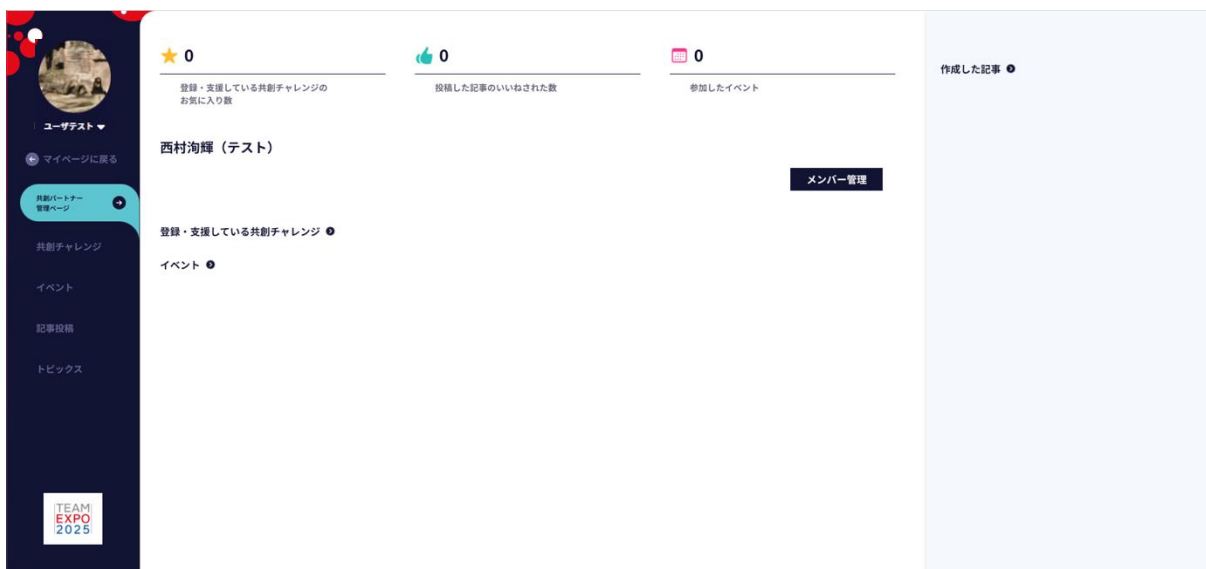 ユーザテスト
マイページに戻る
共創パートナー
管理ページ
共創チャレンジ
イベント
記事投稿
トピックス
TEAM
EXPO
2025
0
登録・支援している共創チャレンジの
お気に入り数
0
投稿した記事のいいねされた数
0
参加したイベント
西村洵輝（テスト）
メンバー管理
登録・支援している共創チャレンジ
イベント
作成した記事